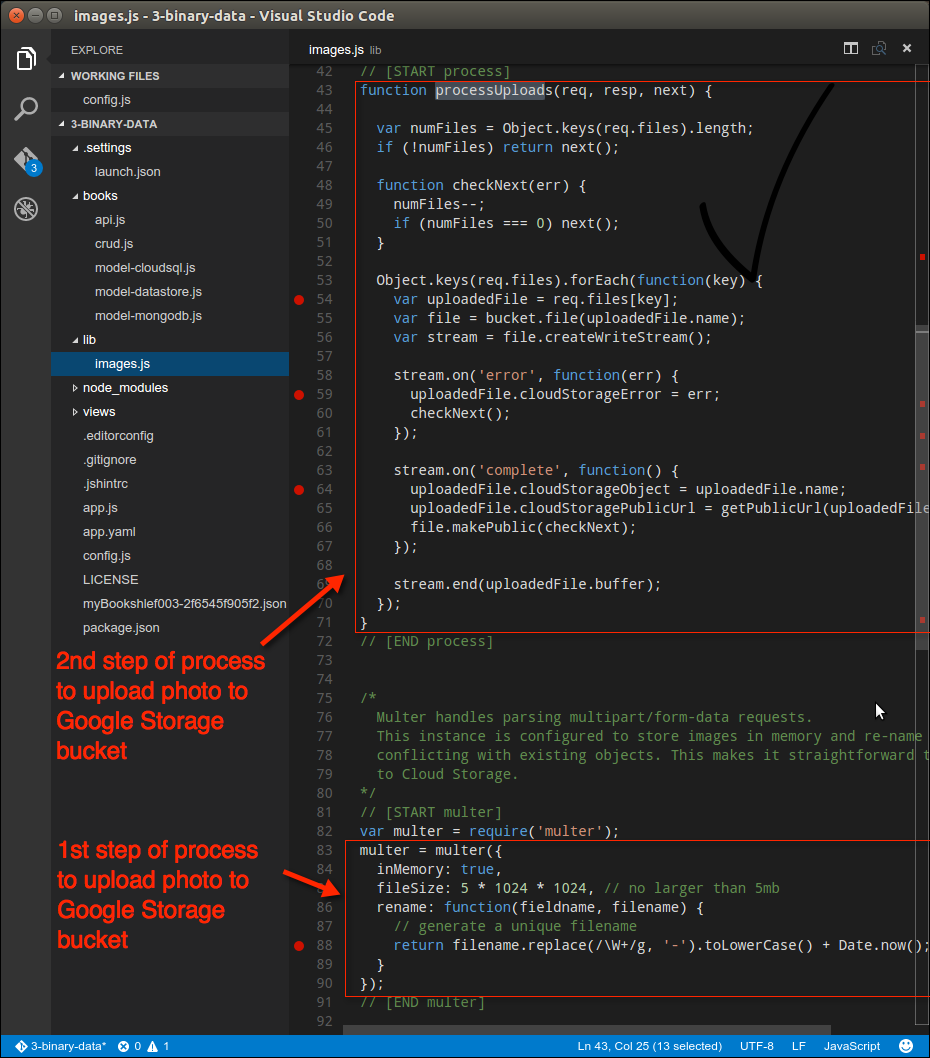 images.js - 3-binary-data - Visual Studio Code
EXPLORE
WORKING FILES
config.js
3-BINARY-DATA
.settings
launch.json
books
api.js
crud.js
model-cloudsql.js
model-datastore.js
model-mongodb.js
lib
images.js
node_modules
views
.editorconfig
.gitignore
.jshintrc
app.js
app.yaml
config.js
LICENSE
myBookshlef003-2f6545f905f2.json
package.json
3
2nd step of process
to upload photo to
Google Storage
bucket
1st step of process
to upload photo to
Google Storage
bucket
images.js lib
42 // [START process]
43 function processUploads(req, resp, next) {
44
45 var numFiles = Object.keys(req.files).length;
46 if (!numFiles) return next();
47
48 function checkNext(err) {
49 numFiles--;
50 if (numFiles === 0) next();
51 }
52
53 Object.keys(req.files).forEach(function(key) {
54 var uploadedFile = req.files[key];
55 var file = bucket.file(uploadedFile.name);
56 var stream = file.createWriteStream();
57
58 stream.on('error', function(err) {
59 uploadedFile.cloudStorageError = err;
60 checkNext();
61 });
62
63 stream.on('complete', function() {
64 uploadedFile.cloudStorageObject = uploadedFile.name;
65 uploadedFile.cloudStoragePublicUrl = getPublicUrl(uploadedFile
66 file.makePublic(checkNext);
67 });
68
stream.end(uploadedFile.buffer);
70 });
71 }
72 // [END process]
73
74
75 /*
76 Multer handles parsing multipart/form-data requests.
77 This instance is configured to store images in memory and re-name
78 conflicting with existing objects. This makes it straightforward t
79 to Cloud Storage.
80 */
81 // [START multer]
82 var multer = require('multer');
83 multer = multer({
84 inMemory: true,
fileSize: 5 * 1024 * 1024, // no larger than 5mb
86 rename: function(fieldname, filename) {
87 // generate a unique filename
88 return filename.replace(/\W+/g, '-').toLowerCase() + Date.now();
89 }
90 });
91 // [END multer]
92
3-binary-data* 0 1
Ln 43, Col 25 (13 selected) UTF-8 LF JavaScript